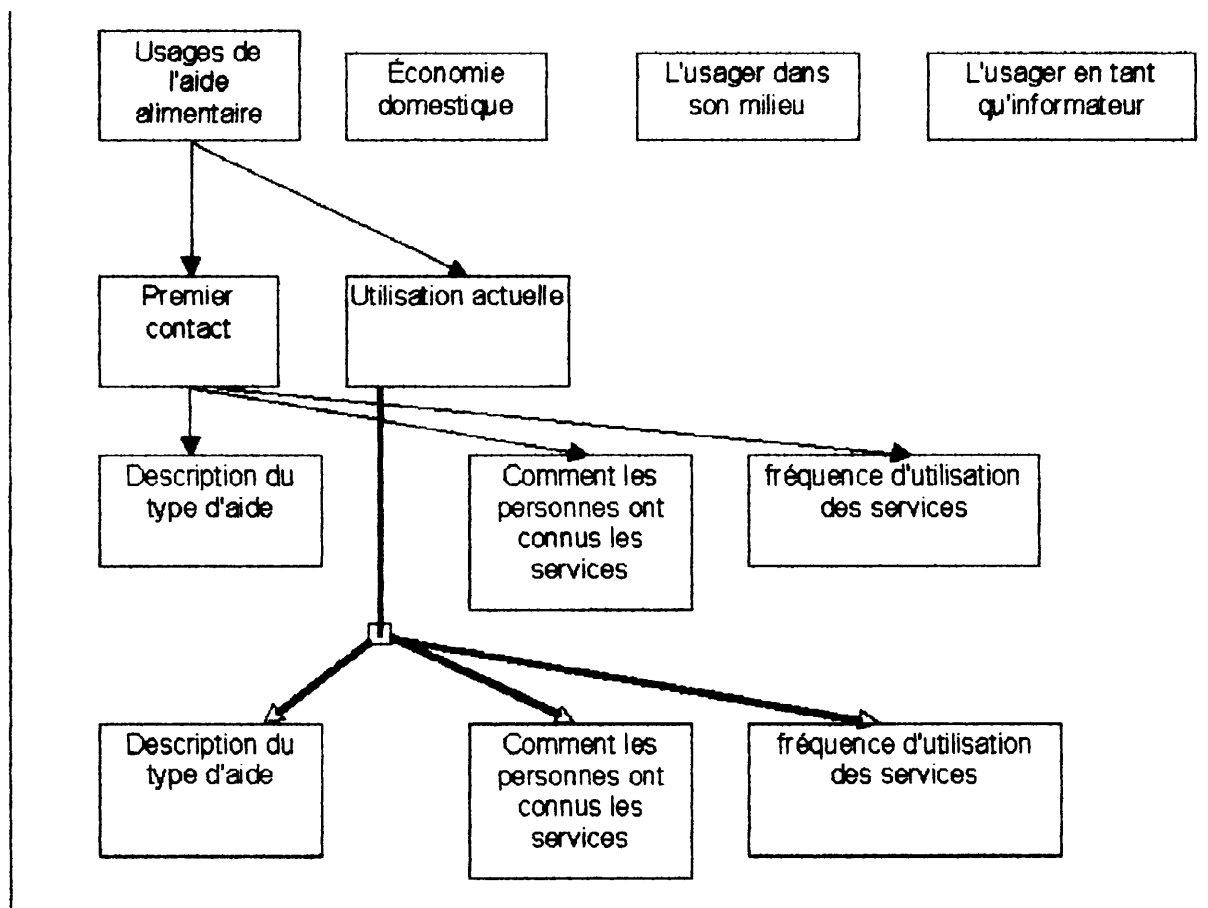 Usages de
l'aide
alimentaire
Économie
domestique
L'usager dans
son milieu
L'usager en tant
qu'informateur
Premier
contact
Utilisation actuelle
Description du
type d'aide
Comment les
personnes ont
connus les
services
fréquence d'utilisation
des services
Description du
type d'aide
Comment les
personnes ont
connus les
services
fréquence d'utilisation
des services